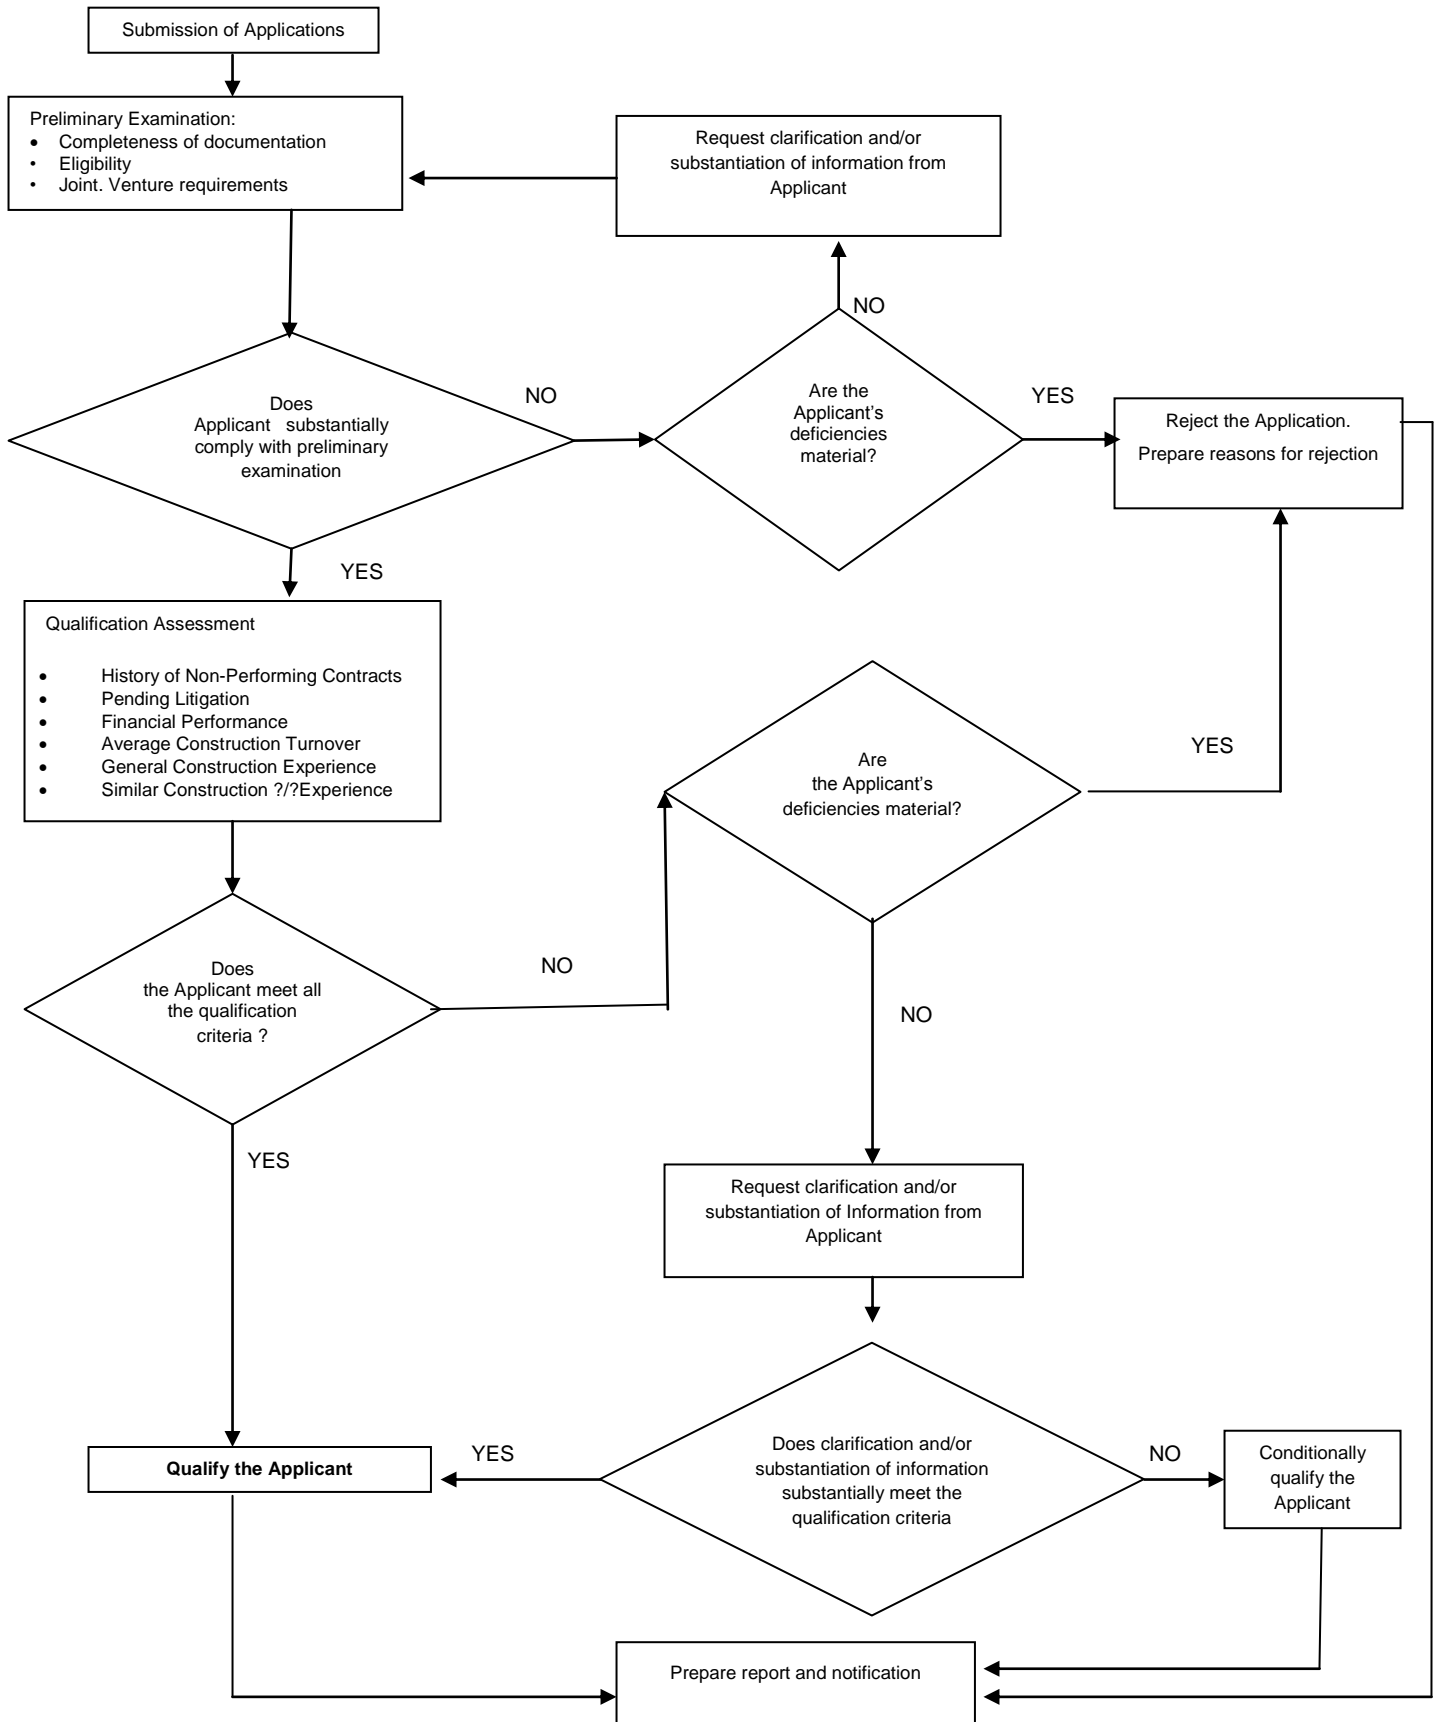 Submission of Applications
Preliminary Examination:
• Completeness of documentation
• Eligibility
• Joint. Venture requirements
Request clarification and/or
substantiation of information from
Applicant
NO
Does
Applicant substantially
comply with preliminary
examination
NO
Are the
Applicant's
deficiencies
material?
YES
Reject the Application.
Prepare reasons for rejection
YES
Qualification Assessment
• History of Non-Performing Contracts
• Pending Litigation
• Financial Performance
• Average Construction Turnover
• General Construction Experience
• Similar Construction ?/?Experience
Are
the Applicant's
deficiencies material?
YES
Does
the Applicant meet all
the qualification
criteria ?
NO
NO
YES
Request clarification and/or
substantiation of Information from
Applicant
Qualify the Applicant
YES
Does clarification and/or
substantiation of information
substantially meet the
qualification criteria
NO
Conditionally
qualify the
Applicant
Prepare report and notification